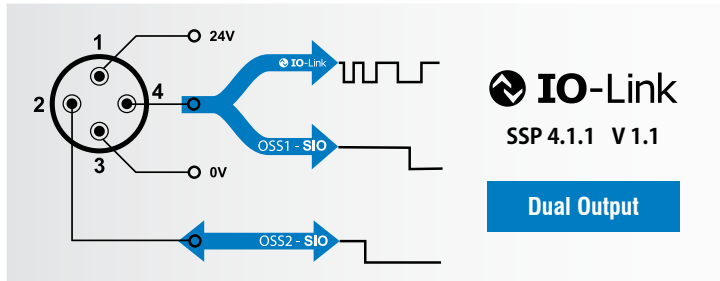 1
24V
IO-Link
2
4
OSS1 - SIO
3
0V
OSS2 - SIO
IO-Link
SSP 4.1.1 V 1.1
Dual Output